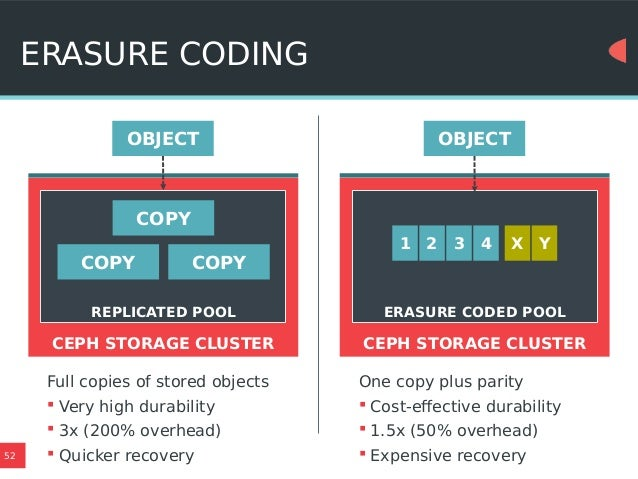 ERASURE CODING
OBJECT
COPY
COPY COPY
REPLICATED POOL
CEPH STORAGE CLUSTER
Full copies of stored objects
▪ Very high durability
▪ 3x (200% overhead)
▪ Quicker recovery
OBJECT
1 2 3 4 X Y
ERASURE CODED POOL
CEPH STORAGE CLUSTER
One copy plus parity
▪ Cost-effective durability
▪ 1.5x (50% overhead)
▪ Expensive recovery
52